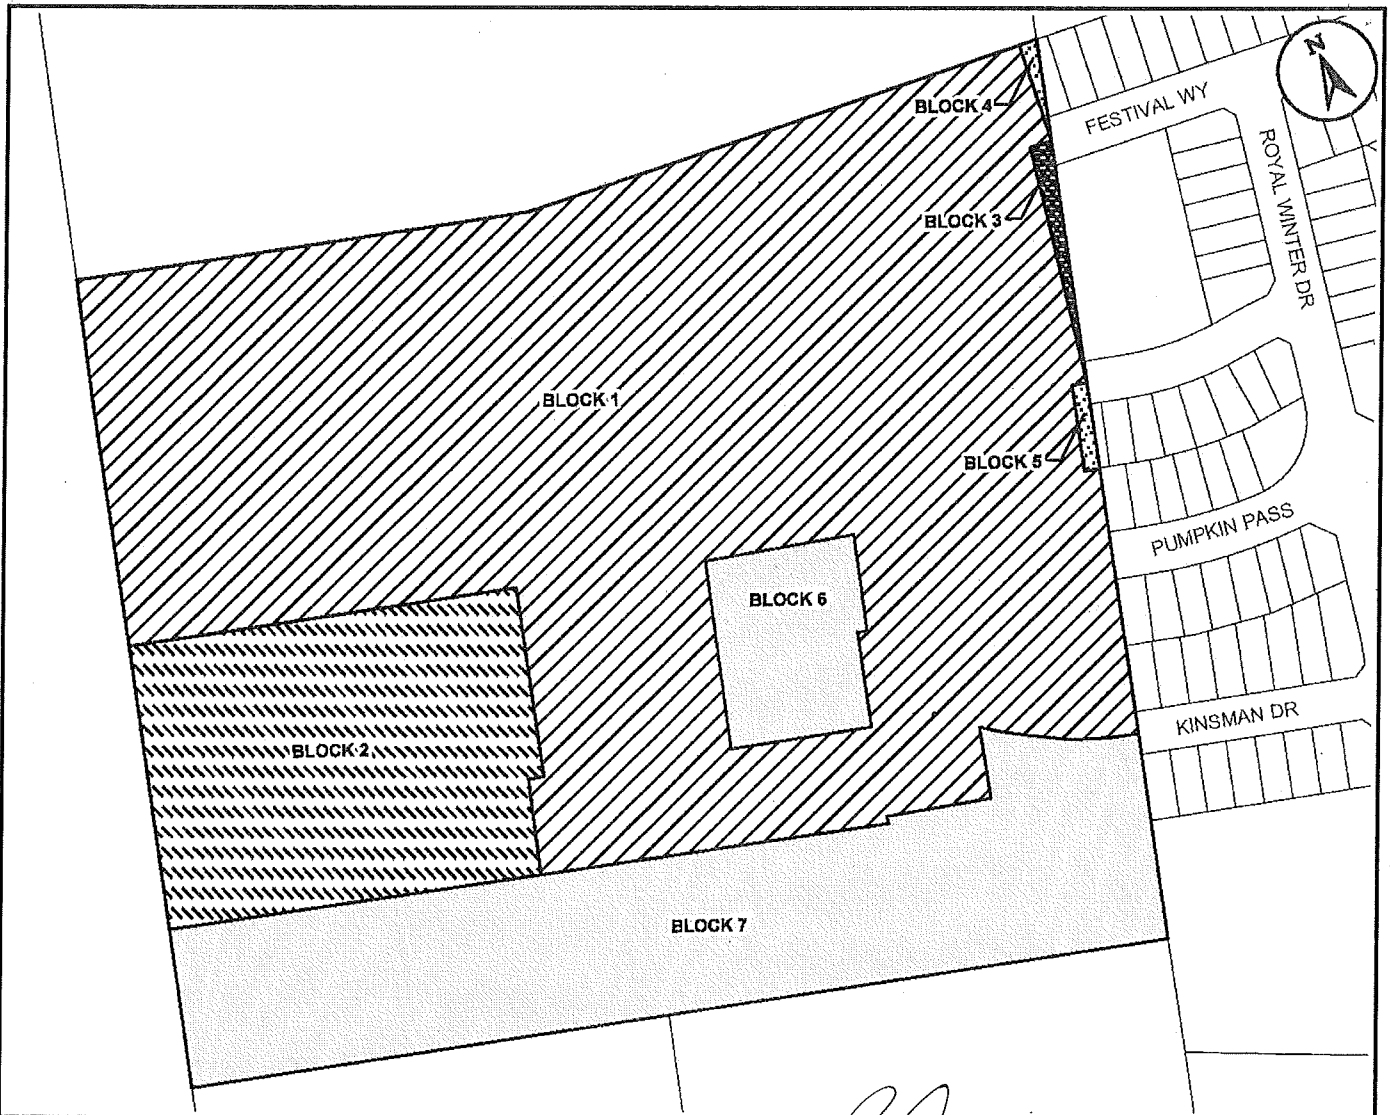 N
BLOCK 4
FESTIVAL WY
ROYAL WINTER DR
BLOCK 3
BLOCK 1
BLOCK 5
PUMPKIN PASS
BLOCK 6
KINSMAN DR
BLOCK 2
BLOCK 7